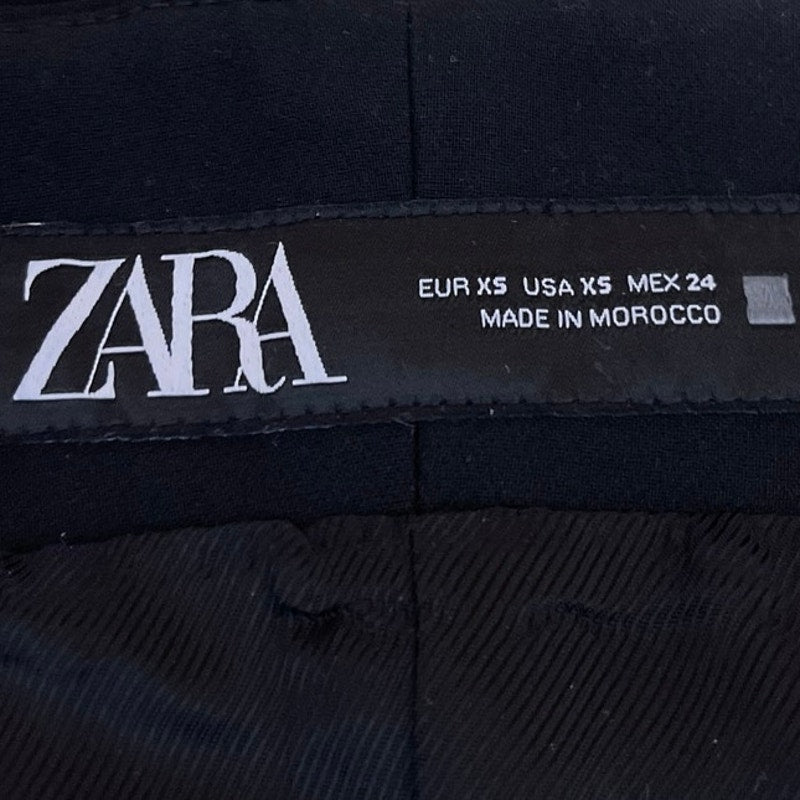 ZARA
EUR XS USA XS MEX 24
MADE IN MOROCCO